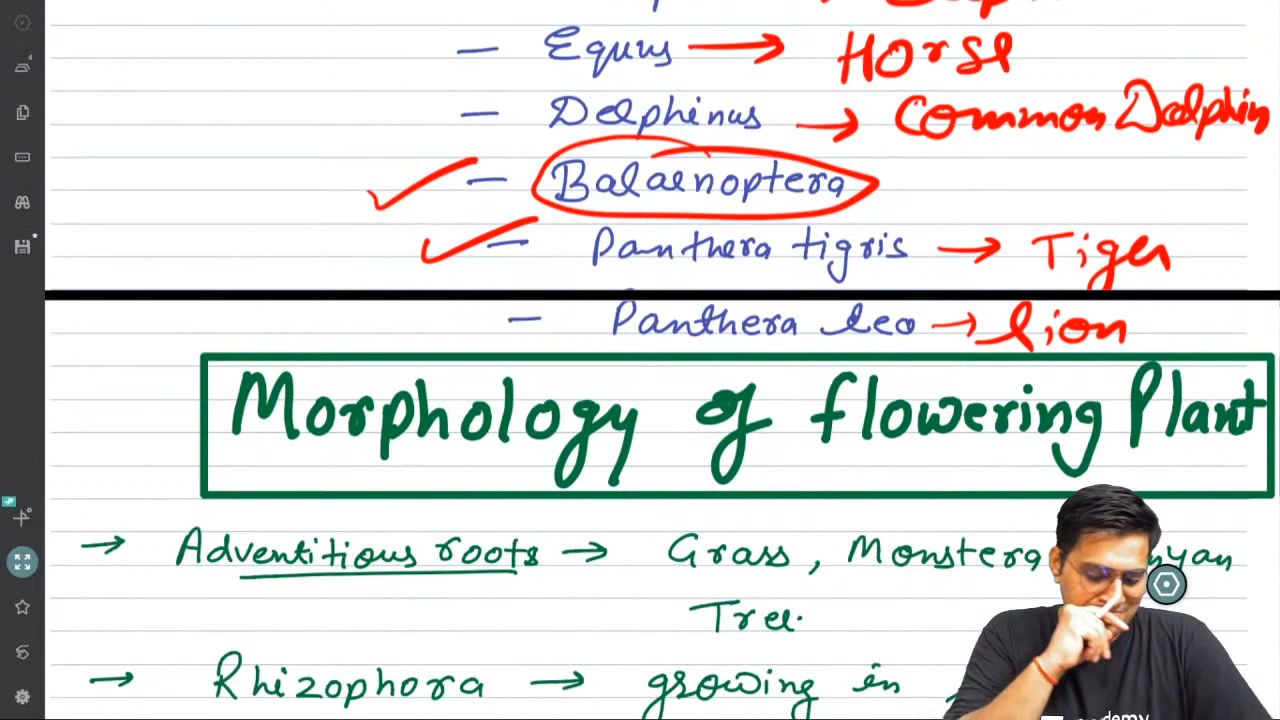 - Equus → Horse
- Delphinus → Common Delphin
- Balaenoptera
- Panthera tigris → Tiger
- Panthera leo → lion
Morphology of flowering Plant
→ Adventitious roots → Grass, Monstera
Tree.
→ Rhizophora → growing in